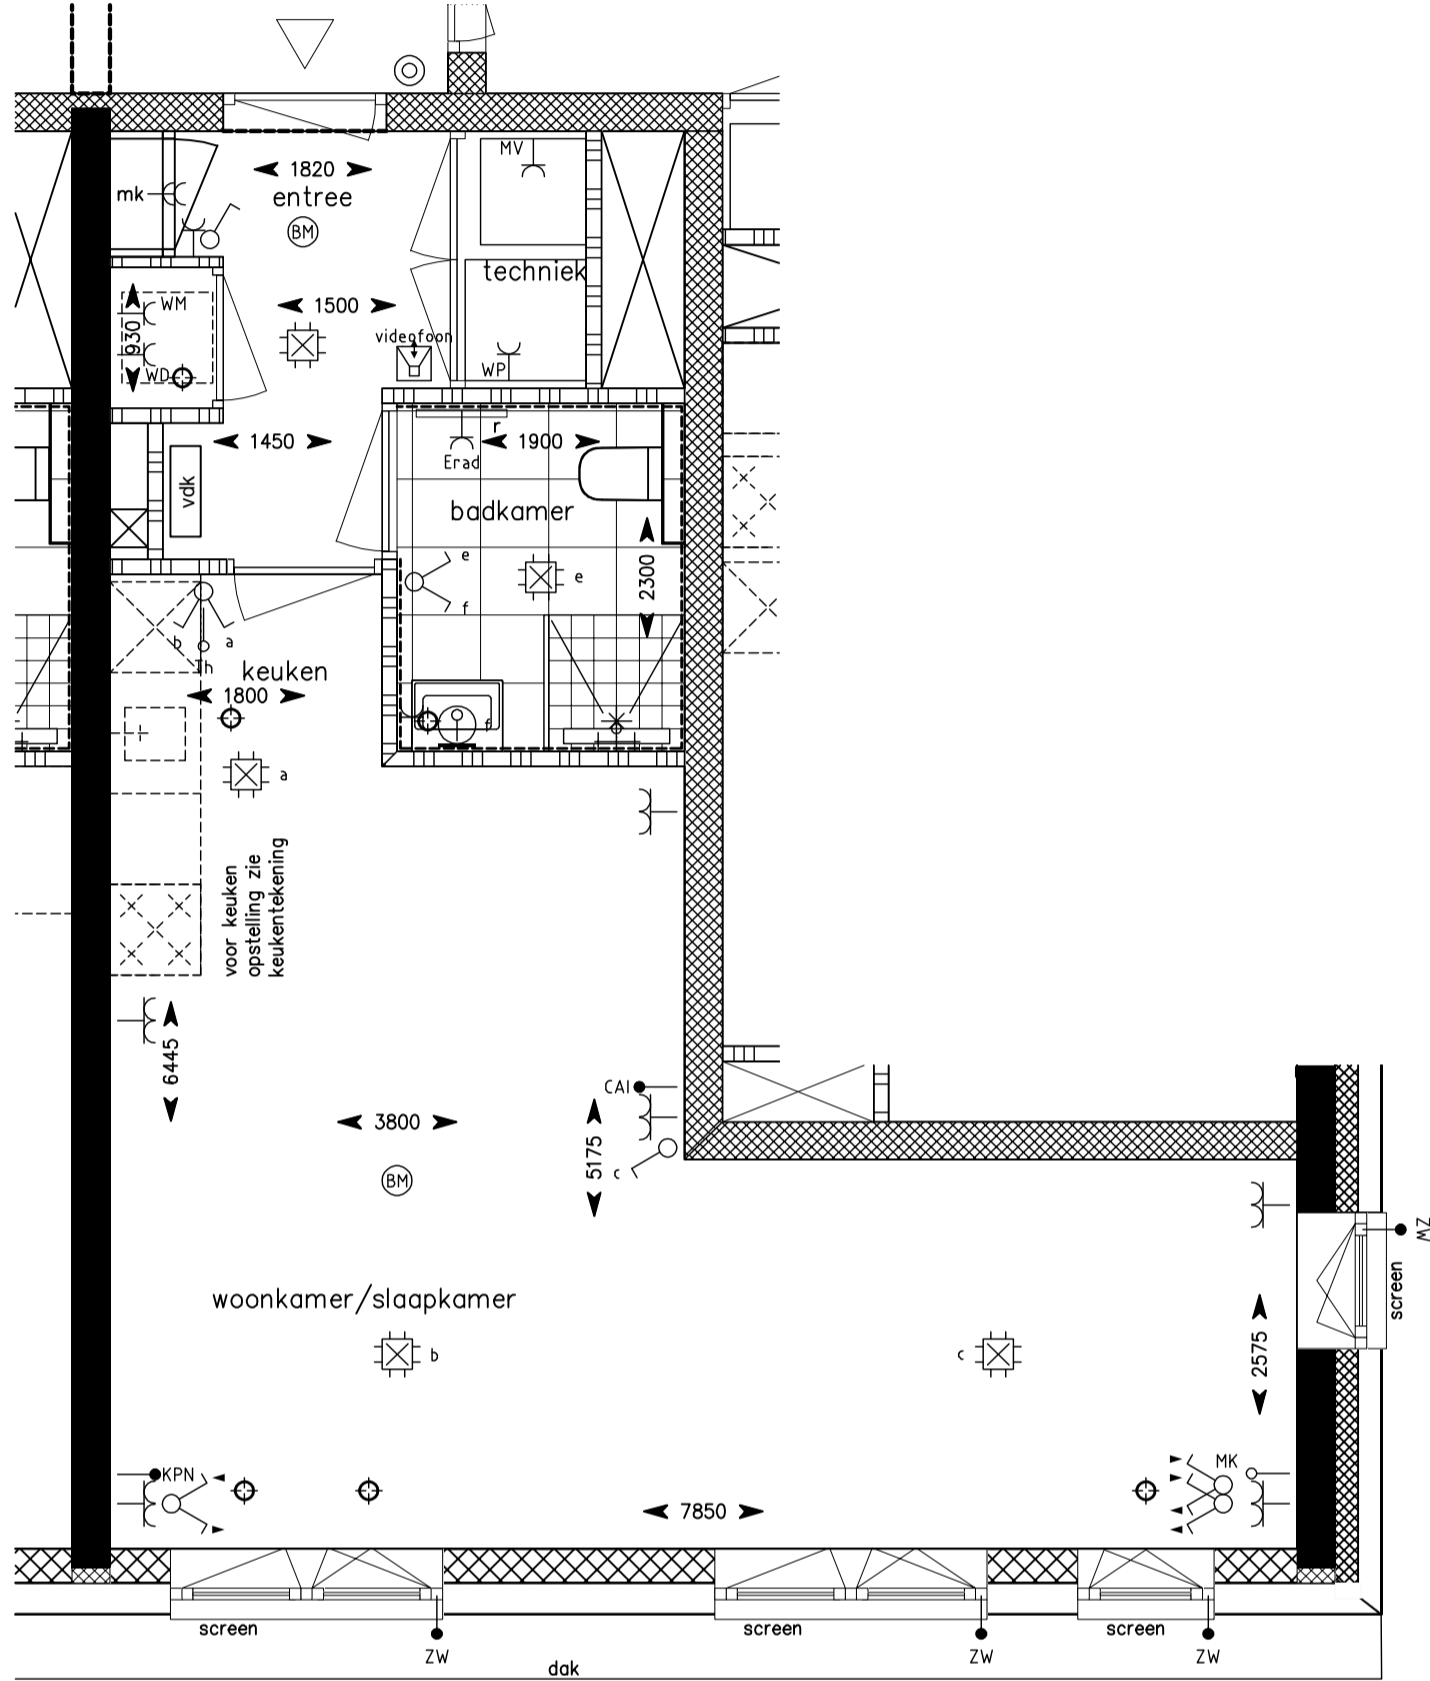 MV
1820
mk
entree
BM
techniek
WM
1500
930
videofoon
WD
WP
r
1450
1900
Erad
vdk
badkamer
e
e
2300
f
b
a
Th
keuken
1800
f
a
voor keuken
opstelling zie
keukentekening
6445
CAI
3800
5175
c
BM
ZW
screen
woonkamer/slaapkamer
b
c
2575
KPN
MK
7850
screen
screen
screen
ZW
ZW
ZW
dak